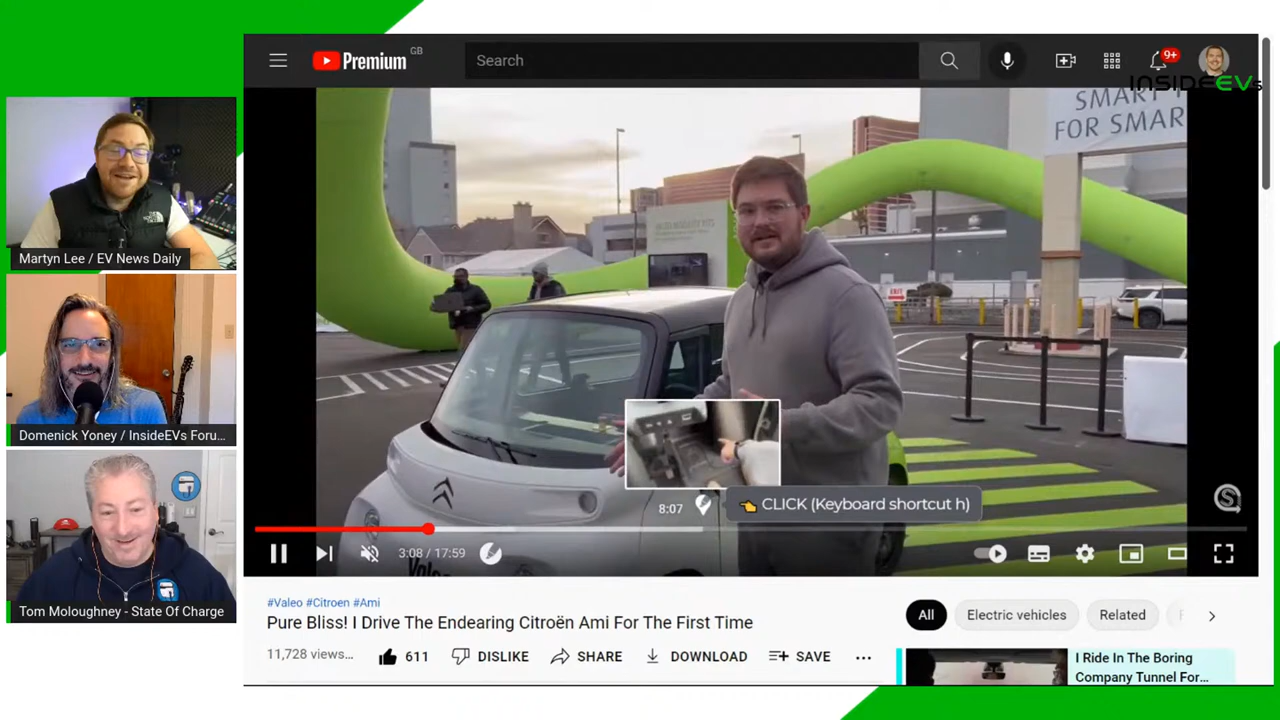 Premium
GB
Search
9+
INSIDEEVs
SMART
FOR SMAR
EXIT
8:07
CLICK (Keyboard shortcut h)
3:08 / 17:59
#Valeo #Citroen #Ami
Pure Bliss! I Drive The Endearing Citroën Ami For The First Time
11,728 views...
611
DISLIKE
SHARE
DOWNLOAD
SAVE
...
All
Electric vehicles
Related
I Ride In The Boring
Company Tunnel For...
Martyn Lee / EV News Daily
Domenick Yoney / InsideEVs Foru...
Tom Moloughney - State Of Charge